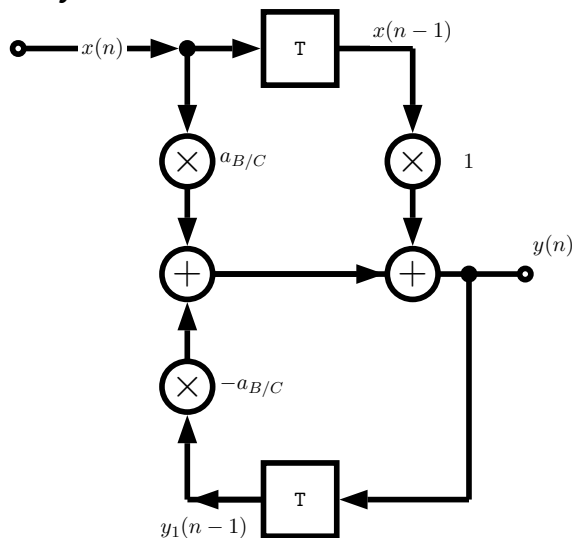 x(n)
T
x(n−1)
a_{B/C}
1
y(n)
−a_{B/C}
T
y_1(n−1)